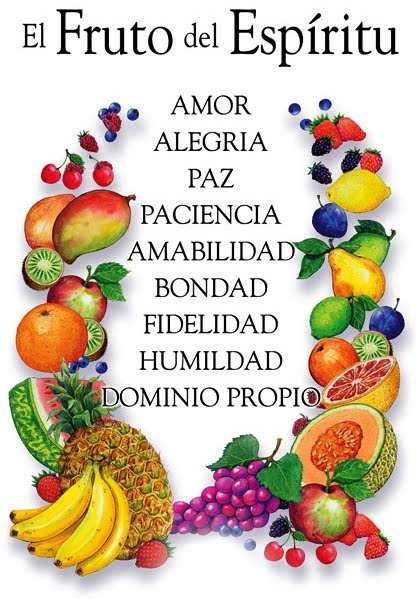 El Fruto del Espíritu
AMOR
ALEGRIA
PAZ
PACIENCIA
AMABILIDAD
BONDAD
FIDELIDAD
HUMILDAD
DOMINIO PROPIO